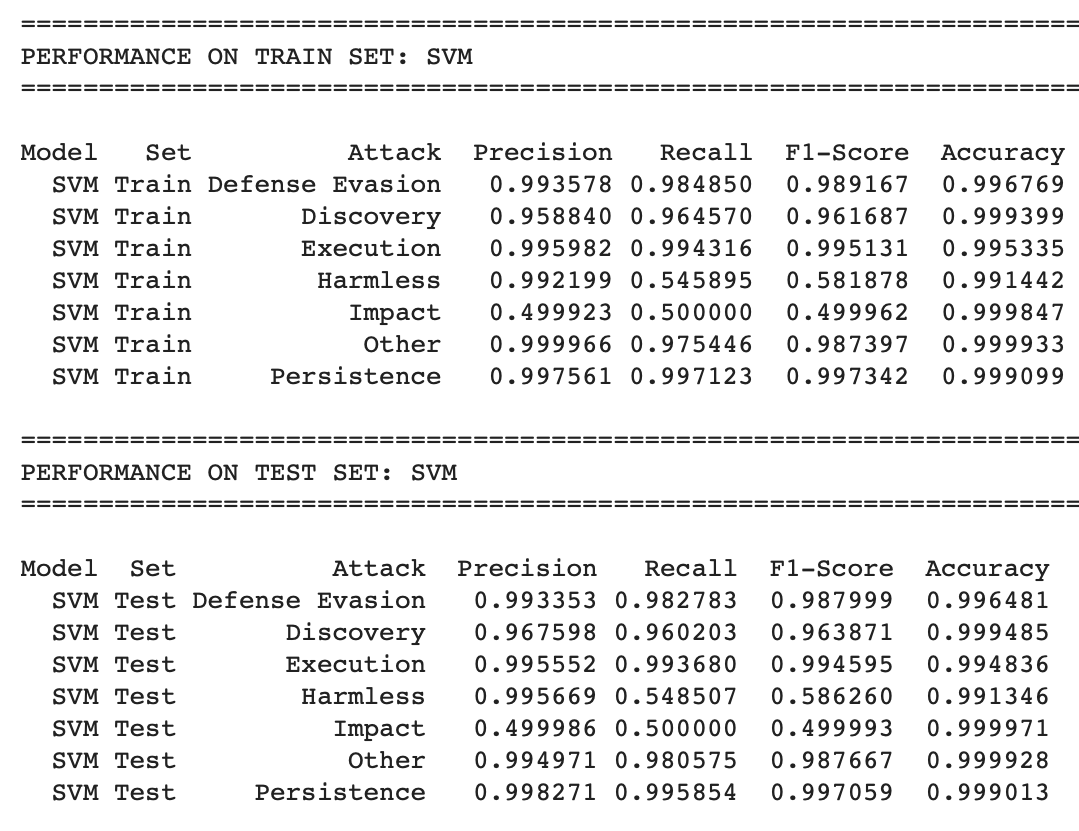 ====================================================================
PERFORMANCE ON TRAIN SET: SVM
====================================================================
Model   Set          Attack  Precision   Recall  F1-Score  Accuracy
  SVM Train Defense Evasion   0.993578 0.984850  0.989167  0.996769
  SVM Train       Discovery   0.958840 0.964570  0.961687  0.999399
  SVM Train       Execution   0.995982 0.994316  0.995131  0.995335
  SVM Train        Harmless   0.992199 0.545895  0.581878  0.991442
  SVM Train          Impact   0.499923 0.500000  0.499962  0.999847
  SVM Train           Other   0.999966 0.975446  0.987397  0.999933
  SVM Train     Persistence   0.997561 0.997123  0.997342  0.999099
====================================================================
PERFORMANCE ON TEST SET: SVM
====================================================================
Model  Set          Attack  Precision   Recall  F1-Score  Accuracy
  SVM Test Defense Evasion   0.993353 0.982783  0.987999  0.996481
  SVM Test       Discovery   0.967598 0.960203  0.963871  0.999485
  SVM Test       Execution   0.995552 0.993680  0.994595  0.994836
  SVM Test        Harmless   0.995669 0.548507  0.586260  0.991346
  SVM Test          Impact   0.499986 0.500000  0.499993  0.999971
  SVM Test           Other   0.994971 0.980575  0.987667  0.999928
  SVM Test     Persistence   0.998271 0.995854  0.997059  0.999013